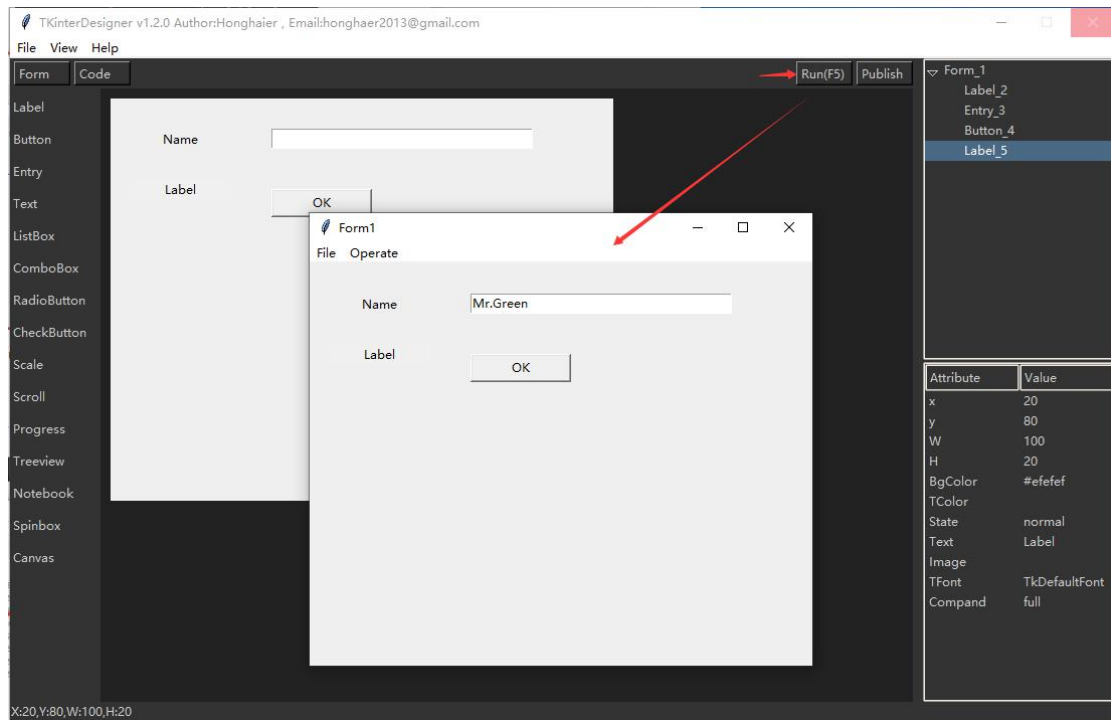 TKinterDesigner v1.2.0 Author:Honghaier , Email:honghaer2013@gmail.com
File View Help
Form Code Run(F5) Publish
Label
Button
Entry
Text
ListBox
ComboBox
RadioButton
CheckButton
Scale
Scroll
Progress
Treeview
Notebook
Spinbox
Canvas
Name
Label
OK
Form1
File Operate
Name Mr.Green
Label
OK
Form_1
Label_2
Entry_3
Button_4
Label_5
Attribute Value
x 20
y 80
W 100
H 20
BgColor #efefef
TColor
State normal
Text Label
Image
TFont TkDefaultFont
Compand full
X:20,Y:80,W:100,H:20